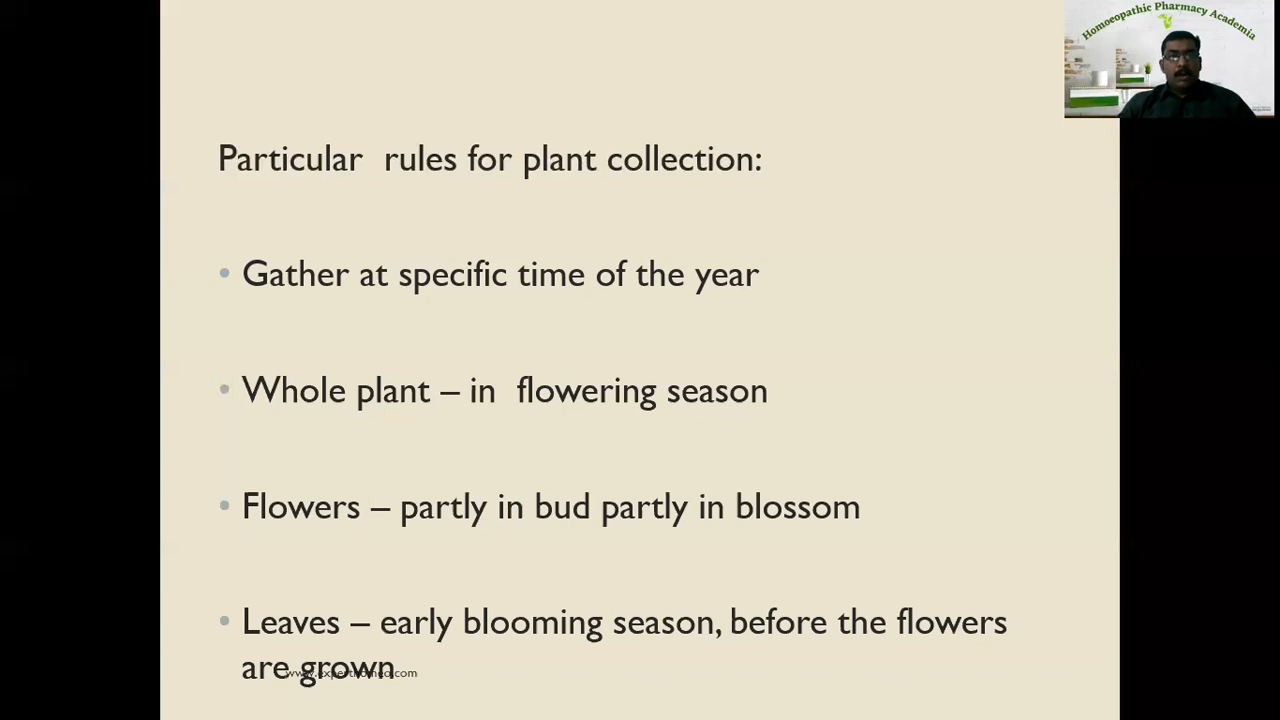 Homoeopathic Pharmacy Academia
Particular rules for plant collection:
• Gather at specific time of the year
• Whole plant – in flowering season
• Flowers – partly in bud partly in blossom
• Leaves – early blooming season, before the flowers
are grown